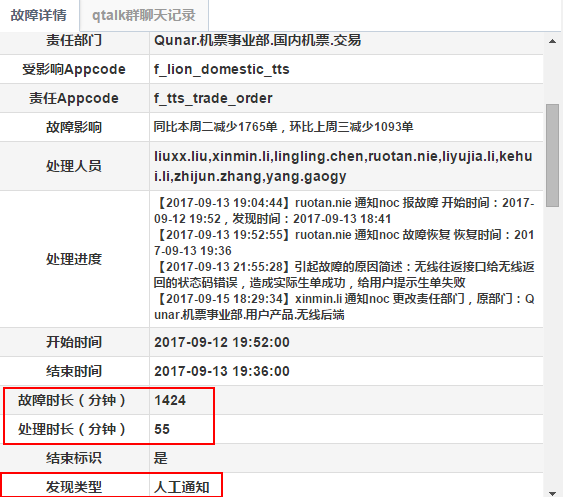 故障详情 qtalk群聊天记录
责任部门 Qunar.机票事业部.国内机票.交易
受影响Appcode f_lion_domestic_tts
责任Appcode f_tts_trade_order
故障影响 同比本周二减少1765单，环比上周三减少1093单
处理人员 liuxx.liu,xinmin.li,lingling.chen,ruotan.nie,liyujia.li,kehu
i.li,zhijun.zhang,yang.gaogy
处理进度
【2017-09-13 19:04:44】ruotan.nie 通知noc 报故障 开始时间：2017-
09-12 19:52，发现时间：2017-09-13 18:41
【2017-09-13 19:52:55】ruotan.nie 通知noc 故障恢复 恢复时间：201
7-09-13 19:36
【2017-09-13 21:55:28】引起故障的原因简述：无线往返接口给无线返
回的状态码错误，造成实际生单成功，给用户提示生单失败
【2017-09-15 18:29:34】xinmin.li 通知noc 更改责任部门，原部门：Q
unar.机票事业部.用户产品.无线后端
开始时间 2017-09-12 19:52:00
结束时间 2017-09-13 19:36:00
故障时长（分钟） 1424
处理时长（分钟） 55
结束标识 是
发现类型 人工通知